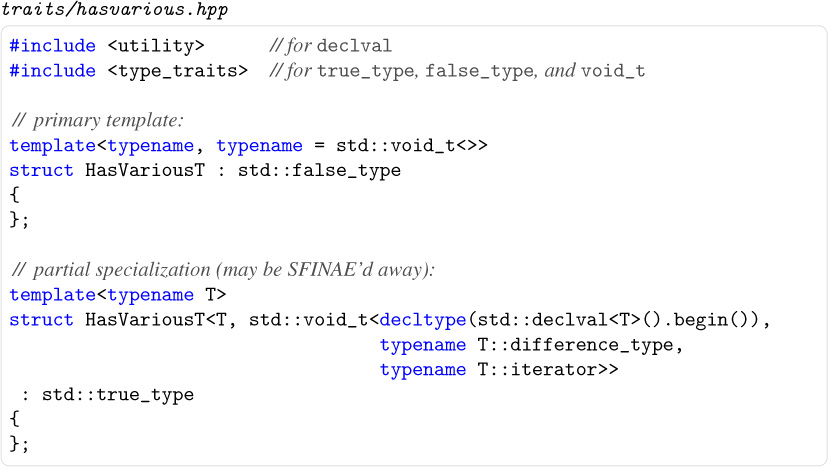 traits/hasvarious.hpp
#include <utility>      // for declval
#include <type_traits>  // for true_type, false_type, and void_t
// primary template:
template<typename, typename = std::void_t<>>
struct HasVariousT : std::false_type
{
};
// partial specialization (may be SFINAE'd away):
template<typename T>
struct HasVariousT<T, std::void_t<decltype(std::declval<T>().begin()),
                                  typename T::difference_type,
                                  typename T::iterator>>
 : std::true_type
{
};